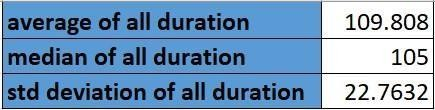 average of all duration 109.808
median of all duration 105
std deviation of all duration 22.7632